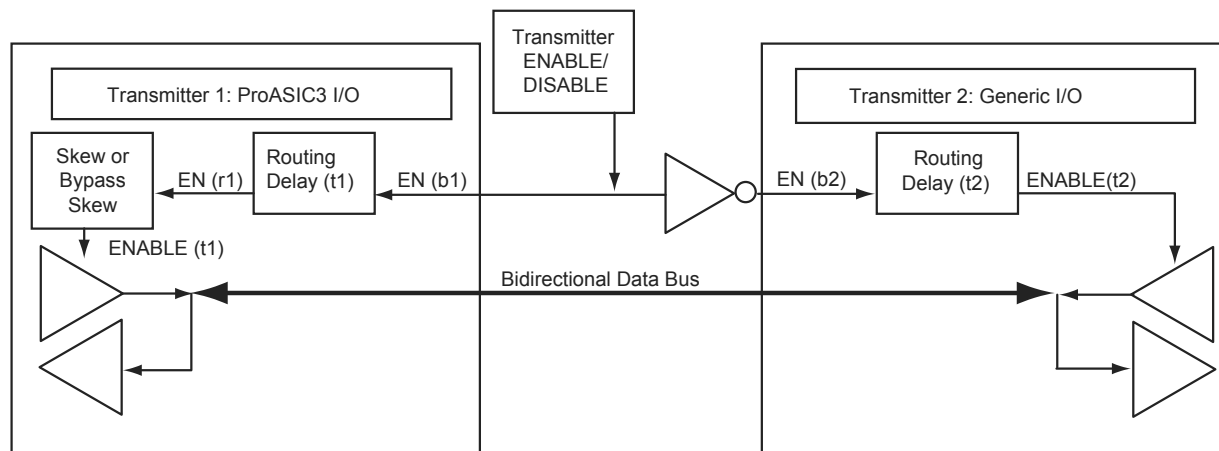 Transmitter
ENABLE/
DISABLE
Transmitter 1: ProASIC3 I/O
Transmitter 2: Generic I/O
Skew or
Bypass
Skew
EN (r1)
Routing
Delay (t1)
EN (b1)
EN (b2)
Routing
Delay (t2)
ENABLE(t2)
ENABLE (t1)
Bidirectional Data Bus